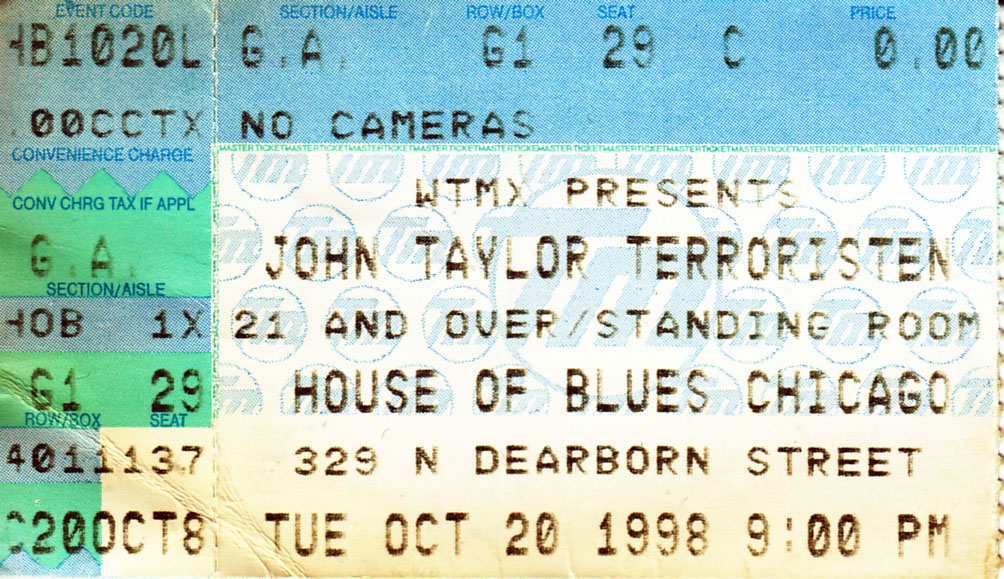 EVENT CODE SECTION/AISLE ROW/BOX SEAT PRICE
HB1020L G.A. G1 29 C 0.00
.00CCTX NO CAMERAS
CONVENIENCE CHARGE
WTMX PRESENTS
CONV CHRG TAX IF APPL
G.A. JOHN TAYLOR TERRORISTEN
SECTION/AISLE
HOB 1X 21 AND OVER/STANDING ROOM
G1 29 HOUSE OF BLUES CHICAGO
ROW/BOX SEAT
4011137 329 N DEARBORN STREET
C20OCT8 TUE OCT 20 1998 9:00 PM